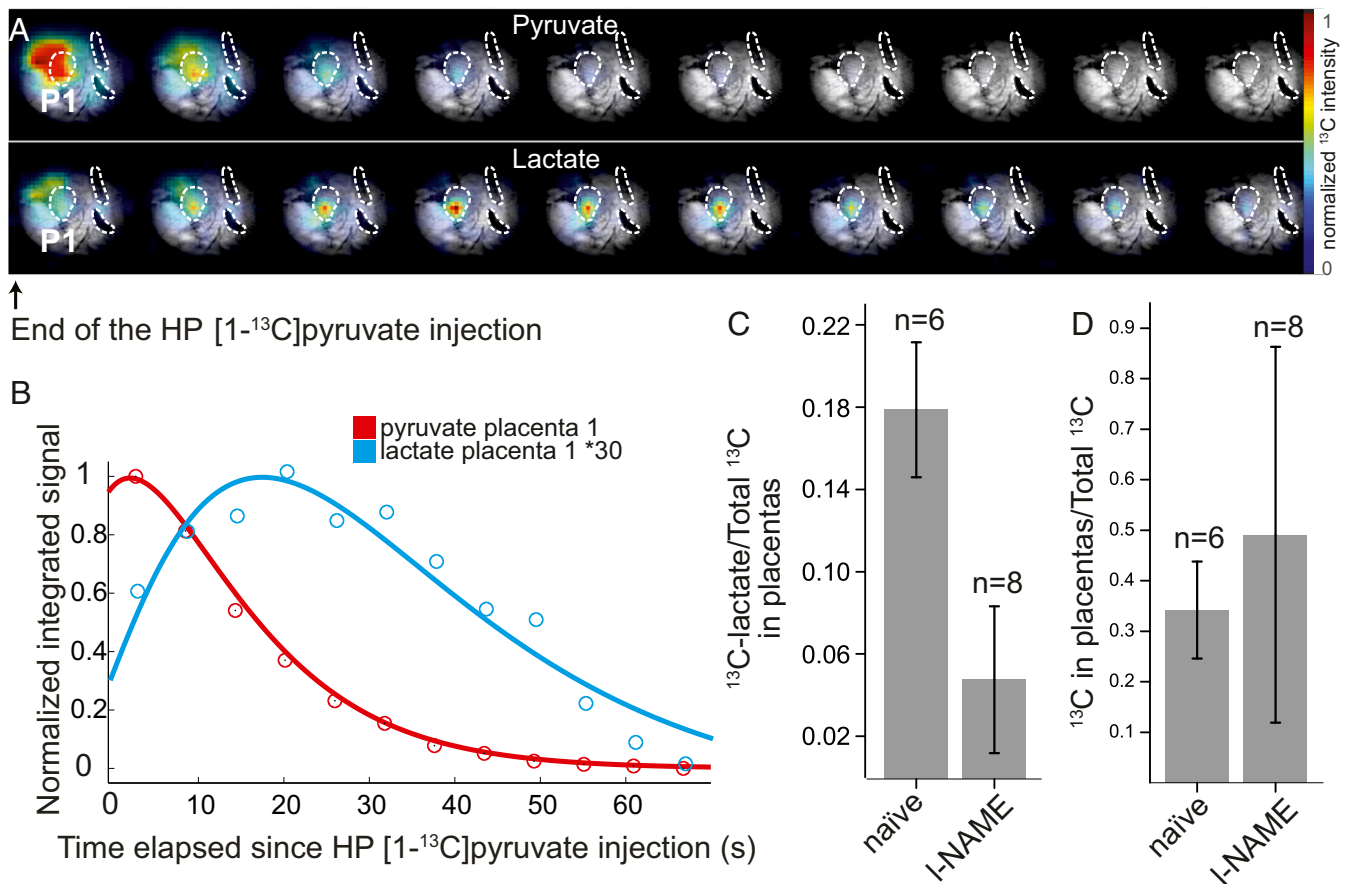 A
Pyruvate
P1
Lactate
P1
1
normalized ¹³C intensity
0
End of the HP [1-¹³C]pyruvate injection
B
pyruvate placenta 1
lactate placenta 1 *30
Normalized integrated signal
1
0.8
0.6
0.4
0.2
0
0 10 20 30 40 50 60
Time elapsed since HP [1-¹³C]pyruvate injection (s)
C
¹³C-lactate/Total ¹³C
in placentas
0.22
0.18
0.14
0.10
0.06
0.02
n=6
n=8
naïve
l-NAME
D
¹³C in placentas/Total ¹³C
0.9
0.8
0.7
0.6
0.5
0.4
0.3
0.2
0.1
n=6
n=8
naïve
l-NAME